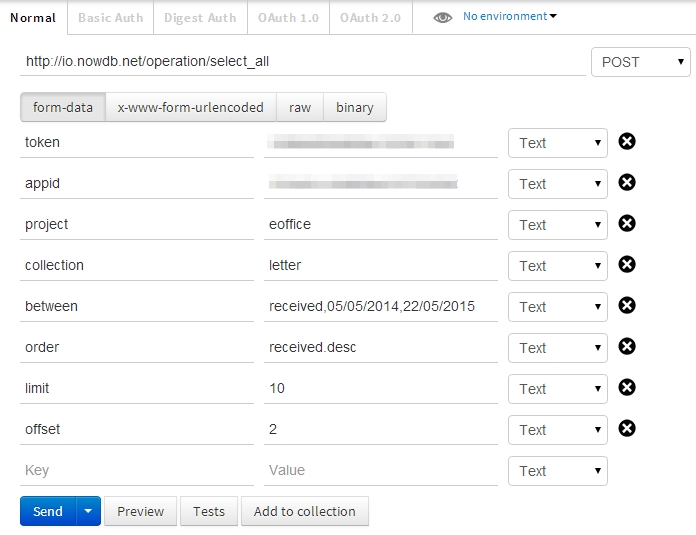 Normal Basic Auth Digest Auth OAuth 1.0 OAuth 2.0 No environment
http://io.nowdb.net/operation/select_all POST
form-data x-www-form-urlencoded raw binary
token Text
appid Text
project eoffice Text
collection letter Text
between received,05/05/2014,22/05/2015 Text
order received.desc Text
limit 10 Text
offset 2 Text
Key Value Text
Send Preview Tests Add to collection